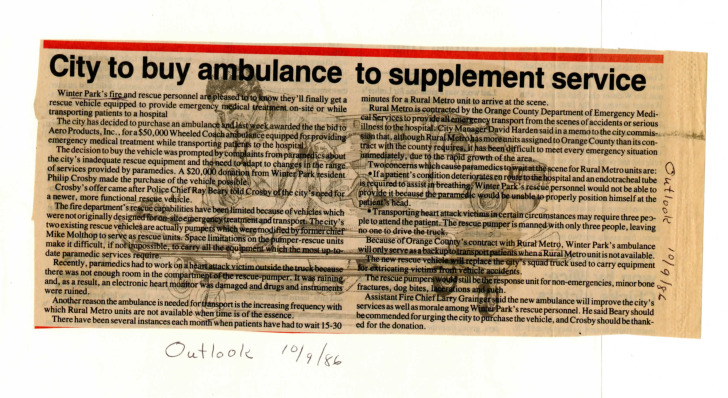 City to buy ambulance to supplement service
Winter Park's fire and rescue personnel are pleased to know they'll finally get a
rescue vehicle equipped to provide emergency medical treatment on-site or while
transporting patients to a hospital
The city has decided to purchase an ambulance and last week awarded the the bid to
Aero Products, Inc., for a $50,000 Wheeled Coach ambulance equipped for providing
emergency medical treatment while transporting patients to the hospital.
The decision to buy the vehicle was prompted by complaints from paramedics about
the city's inadequate rescue equipment and the need to adapt to changes in the range
of services provided by paramedics. A $20,000 donation from Winter Park resident
Philip Crosby made the purchase of the vehicle possible.
Crosby's offer came after Police Chief Ray Beary told Crosby of the city's need for
a newer, more functional rescue vehicle.
The fire department's rescue capabilities have been limited because of vehicles which
were not originally designed for on-site emergency treatment and transport. The city's
two existing rescue vehicles are actually pumpers which were modified by former chief
Mike Molthop to serve as rescue units. Space limitations on the pumper-rescue units
make it difficult, if not impossible, to carry all the equipment which the most up-to-
date paramedic services require.
Recently, paramedics had to work on a heart attack victim outside the truck because
there was not enough room in the compartment of the rescue-pumper. It was raining
and, as a result, an electronic heart monitor was damaged and drugs and instruments
were ruined.
Another reason the ambulance is needed for transport is the increasing frequency with
which Rural Metro units are not available when time is of the essence.
There have been several instances each month when patients have had to wait 15-30
minutes for a Rural Metro unit to arrive at the scene.
Rural Metro is contracted by the Orange County Department of Emergency Medi-
cal Services to provide all emergency transport from the scenes of accidents or serious
illness to the hospital. City Manager David Harden said in a memo to the city commis-
sion that, although Rural Metro has more units assigned to Orange County than its con-
tract with the county requires, it has been difficult to meet every emergency situation
immediately, due to the rapid growth of the area.
Two concerns which cause paramedics to wait at the scene for Rural Metro units are:
• If a patient's condition deteriorates en route to the hospital and an endotracheal tube
is required to assist in breathing, Winter Park's rescue personnel would not be able to
provide it because the paramedic would be unable to properly position himself at the
patient's head.
• Transporting heart attack victims in certain circumstances may require three peo-
ple to attend the patient. The rescue pumper is manned with only three people, leaving
no one to drive the truck.
Because of Orange County's contract with Rural Metro, Winter Park's ambulance
will only serve as a backup to transport patients when a Rural Metro unit is not available.
The new rescue vehicle will replace the city's squad truck used to carry equipment
for extricating victims from vehicle accidents.
The rescue pumpers would still be the response unit for non-emergencies, minor bone
fractures, dog bites, lacerations and such.
Assistant Fire Chief Larry Grainger said the new ambulance will improve the city's
services as well as morale among Winter Park's rescue personnel. He said Beary should
be commended for urging the city to purchase the vehicle, and Crosby should be thank-
ed for the donation.
Outlook 10/9/86
Outlook 10/9/86